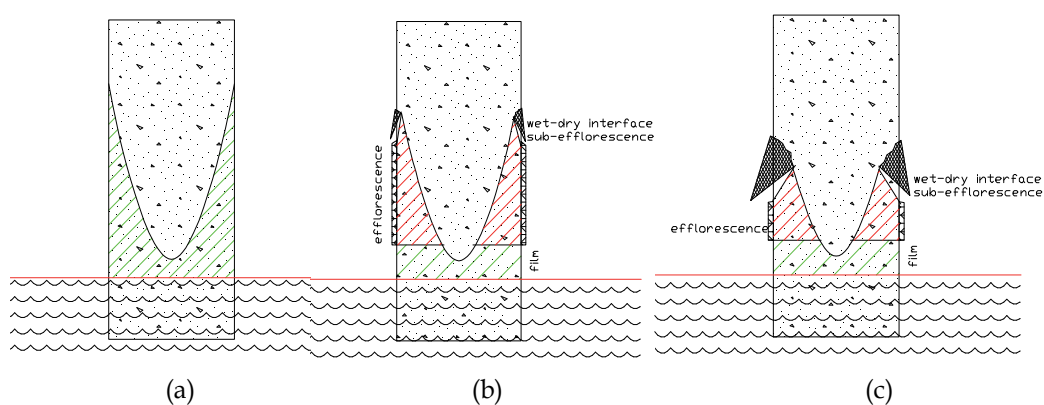 efflorescence
wet-dry interface
sub-efflorescence
film
efflorescence
wet-dry interface
sub-efflorescence
film
(a)
(b)
(c)